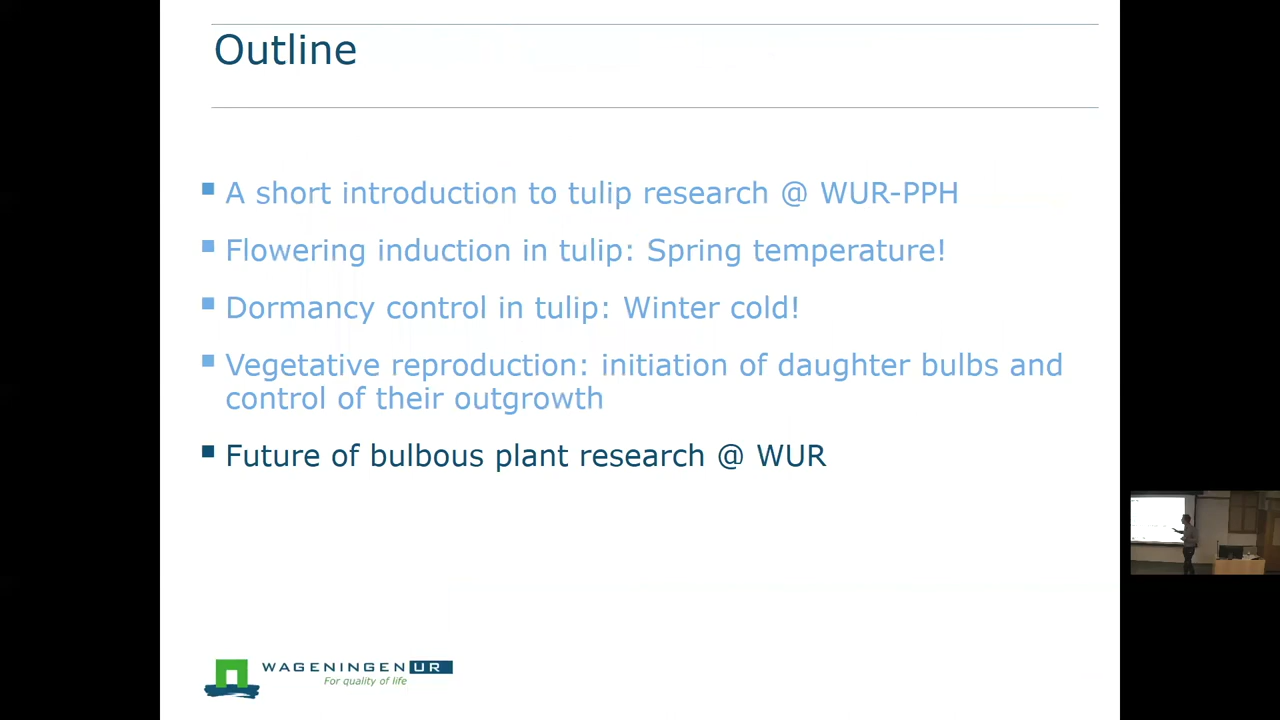 Outline
A short introduction to tulip research @ WUR-PPH
Flowering induction in tulip: Spring temperature!
Dormancy control in tulip: Winter cold!
Vegetative reproduction: initiation of daughter bulbs and
control of their outgrowth
Future of bulbous plant research @ WUR
WAGENINGEN UR
For quality of life